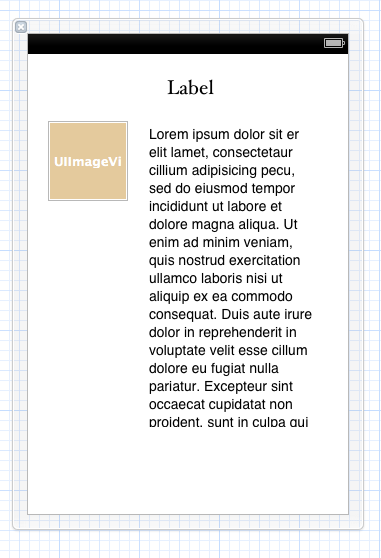 Label
UIImageVi
Lorem ipsum dolor sit er
elit lamet, consectetaur
cillium adipisicing pecu,
sed do eiusmod tempor
incididunt ut labore et
dolore magna aliqua. Ut
enim ad minim veniam,
quis nostrud exercitation
ullamco laboris nisi ut
aliquip ex ea commodo
consequat. Duis aute irure
dolor in reprehenderit in
voluptate velit esse cillum
dolore eu fugiat nulla
pariatur. Excepteur sint
occaecat cupidatat non
proident, sunt in culpa qui